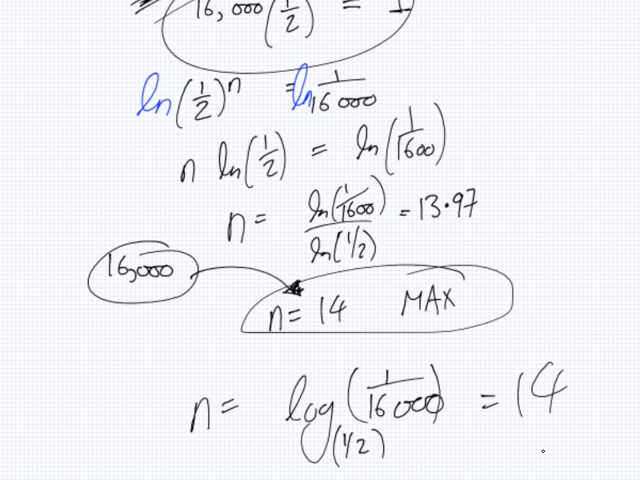 16,000 (1/2) = 1
ln(1/2)^n = ln 1/16000
n ln(1/2) = ln(1/1600)
n = ln(1/1600)/ln(1/2) = 13.97
16,000
n = 14 MAX
n = log_(1/2) (1/16000) = 14